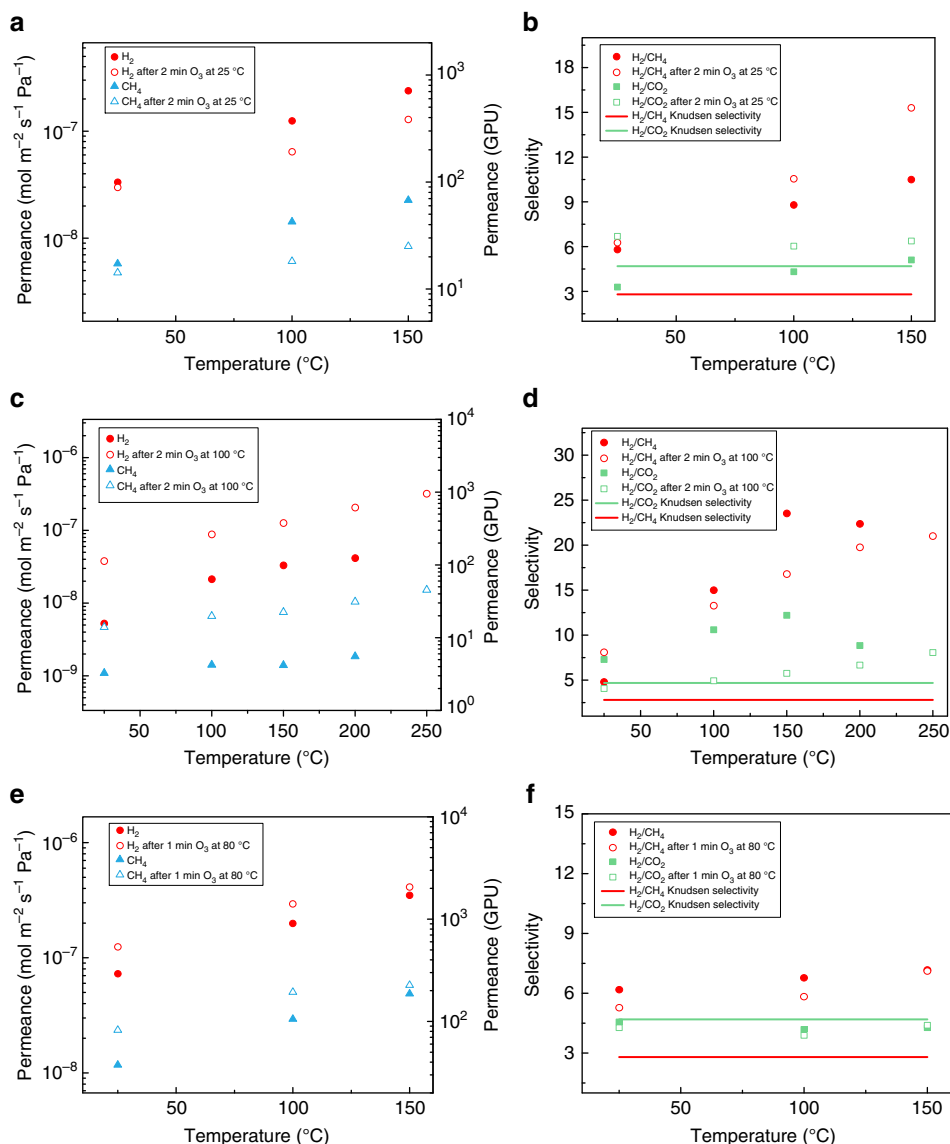 a
Permeance (mol m⁻² s⁻¹ Pa⁻¹)
10⁻⁷
10⁻⁸
H₂
H₂ after 2 min O₃ at 25 °C
CH₄
CH₄ after 2 min O₃ at 25 °C
10³
10²
10¹
Permeance (GPU)
50 100 150
Temperature (°C)
b
Selectivity
18
15
12
9
6
3
H₂/CH₄
H₂/CH₄ after 2 min O₃ at 25 °C
H₂/CO₂
H₂/CO₂ after 2 min O₃ at 25 °C
H₂/CH₄ Knudsen selectivity
H₂/CO₂ Knudsen selectivity
50 100 150
Temperature (°C)
c
Permeance (mol m⁻² s⁻¹ Pa⁻¹)
10⁻⁶
10⁻⁷
10⁻⁸
10⁻⁹
H₂
H₂ after 2 min O₃ at 100 °C
CH₄
CH₄ after 2 min O₃ at 100 °C
10⁴
10³
10²
10¹
10⁰
Permeance (GPU)
50 100 150 200 250
Temperature (°C)
d
Selectivity
30
25
20
15
10
5
H₂/CH₄
H₂/CH₄ after 2 min O₃ at 100 °C
H₂/CO₂
H₂/CO₂ after 2 min O₃ at 100 °C
H₂/CO₂ Knudsen selectivity
H₂/CH₄ Knudsen selectivity
50 100 150 200 250
Temperature (°C)
e
Permeance (mol m⁻² s⁻¹ Pa⁻¹)
10⁻⁶
10⁻⁷
10⁻⁸
H₂
H₂ after 1 min O₃ at 80 °C
CH₄
CH₄ after 1 min O₃ at 80 °C
10⁴
10³
10²
Permeance (GPU)
50 100 150
Temperature (°C)
f
Selectivity
15
12
9
6
3
H₂/CH₄
H₂/CH₄ after 1 min O₃ at 80 °C
H₂/CO₂
H₂/CO₂ after 1 min O₃ at 80 °C
H₂/CH₄ Knudsen selectivity
H₂/CO₂ Knudsen selectivity
50 100 150
Temperature (°C)